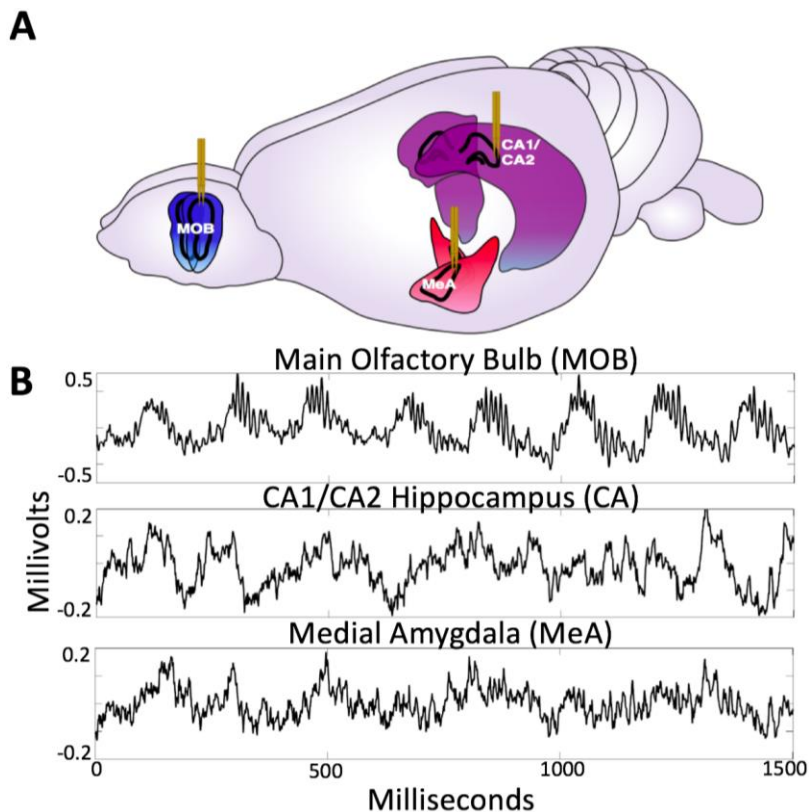 A
MOB
CA1/
CA2
MeA
B
Main Olfactory Bulb (MOB)
0.5
-0.5
CA1/CA2 Hippocampus (CA)
0.2
-0.2
Millivolts
Medial Amygdala (MeA)
0.2
-0.2
0 500 1000 1500
Milliseconds